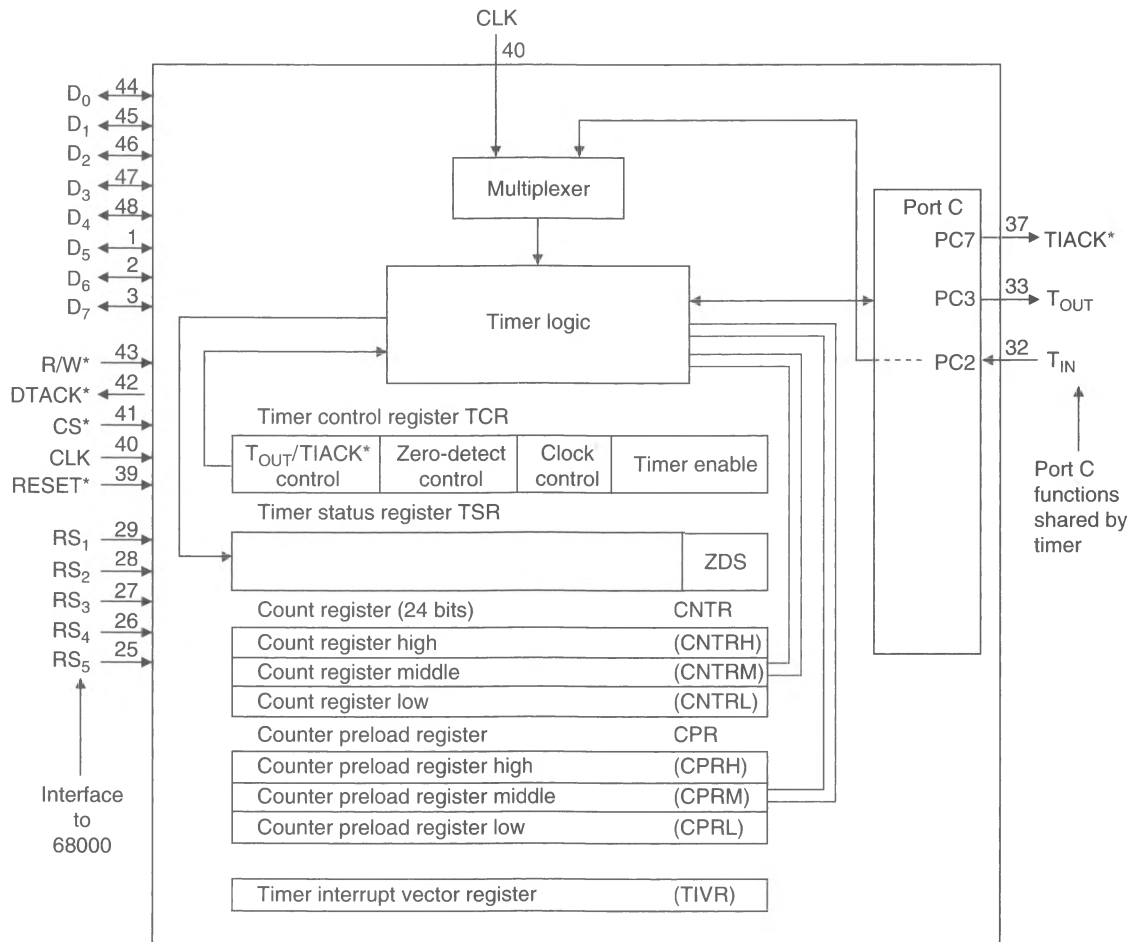 CLK
40
D0 44
D1 45
D2 46
D3 47
D4 48
D5 1
D6 2
D7 3
R/W* 43
DTACK* 42
CS* 41
CLK 40
RESET* 39
RS1 29
RS2 28
RS3 27
RS4 26
RS5 25
Interface
to
68000
Multiplexer
Timer logic
Timer control register TCR
TOUT/TIACK*
control
Zero-detect
control
Clock
control
Timer enable
Timer status register TSR
ZDS
Count register (24 bits) CNTR
Count register high (CNTRH)
Count register middle (CNTRM)
Count register low (CNTRL)
Counter preload register CPR
Counter preload register high (CPRH)
Counter preload register middle (CPRM)
Counter preload register low (CPRL)
Timer interrupt vector register (TIVR)
Port C
PC7 37 TIACK*
PC3 33 TOUT
PC2 32 TIN
Port C
functions
shared by
timer